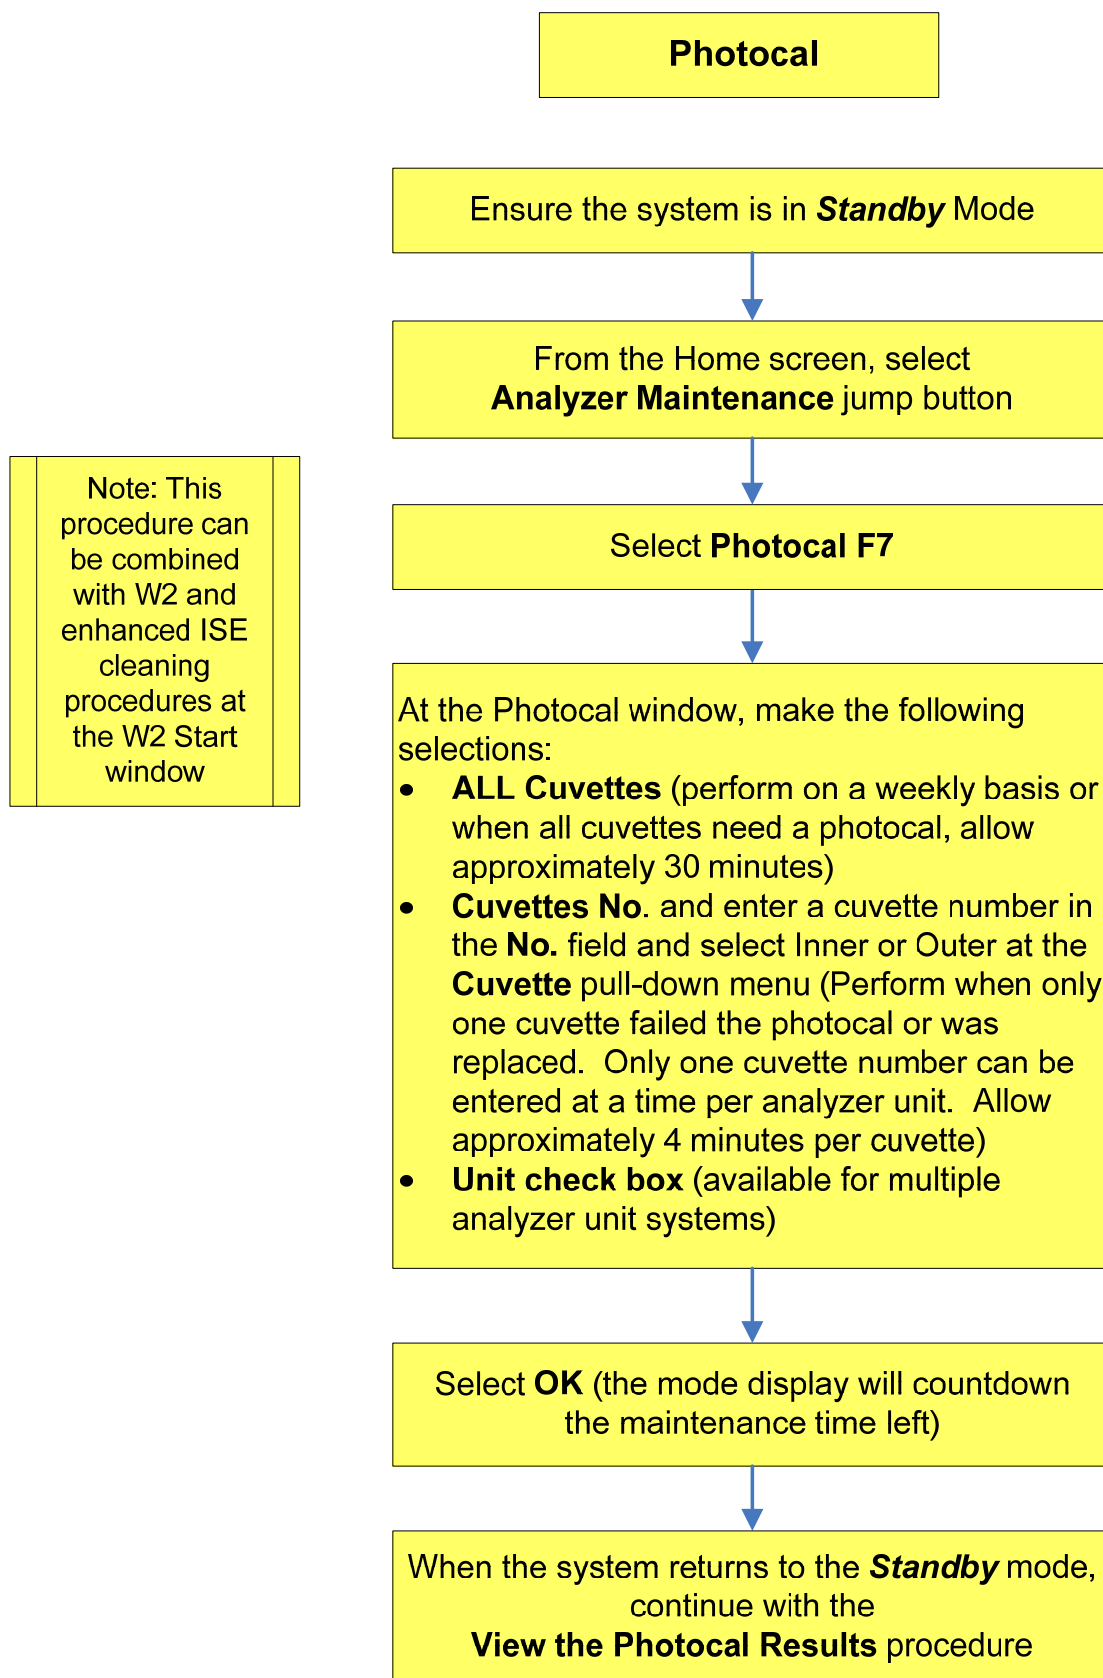 Photocal
Ensure the system is in Standby Mode
From the Home screen, select
Analyzer Maintenance jump button
Note: This
procedure can
be combined
with W2 and
enhanced ISE
cleaning
procedures at
the W2 Start
window
Select Photocal F7
At the Photocal window, make the following
selections:
• ALL Cuvettes (perform on a weekly basis or
when all cuvettes need a photocal, allow
approximately 30 minutes)
• Cuvettes No. and enter a cuvette number in
the No. field and select Inner or Outer at the
Cuvette pull-down menu (Perform when only
one cuvette failed the photocal or was
replaced.  Only one cuvette number can be
entered at a time per analyzer unit.  Allow
approximately 4 minutes per cuvette)
• Unit check box (available for multiple
analyzer unit systems)
Select OK (the mode display will countdown
the maintenance time left)
When the system returns to the Standby mode,
continue with the
View the Photocal Results procedure